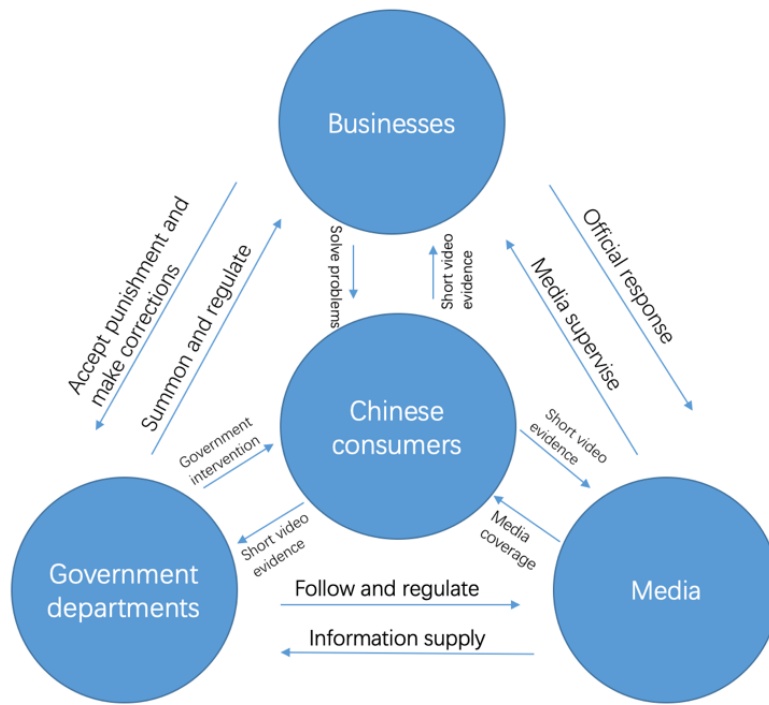 Businesses
Accept punishment and
make corrections
Summon and regulate
Solve problems
Short video
evidence
Official response
Media supervise
Chinese
consumers
Government
intervention
Short video
evidence
Short video
evidence
Media
coverage
Government
departments
Follow and regulate
Information supply
Media